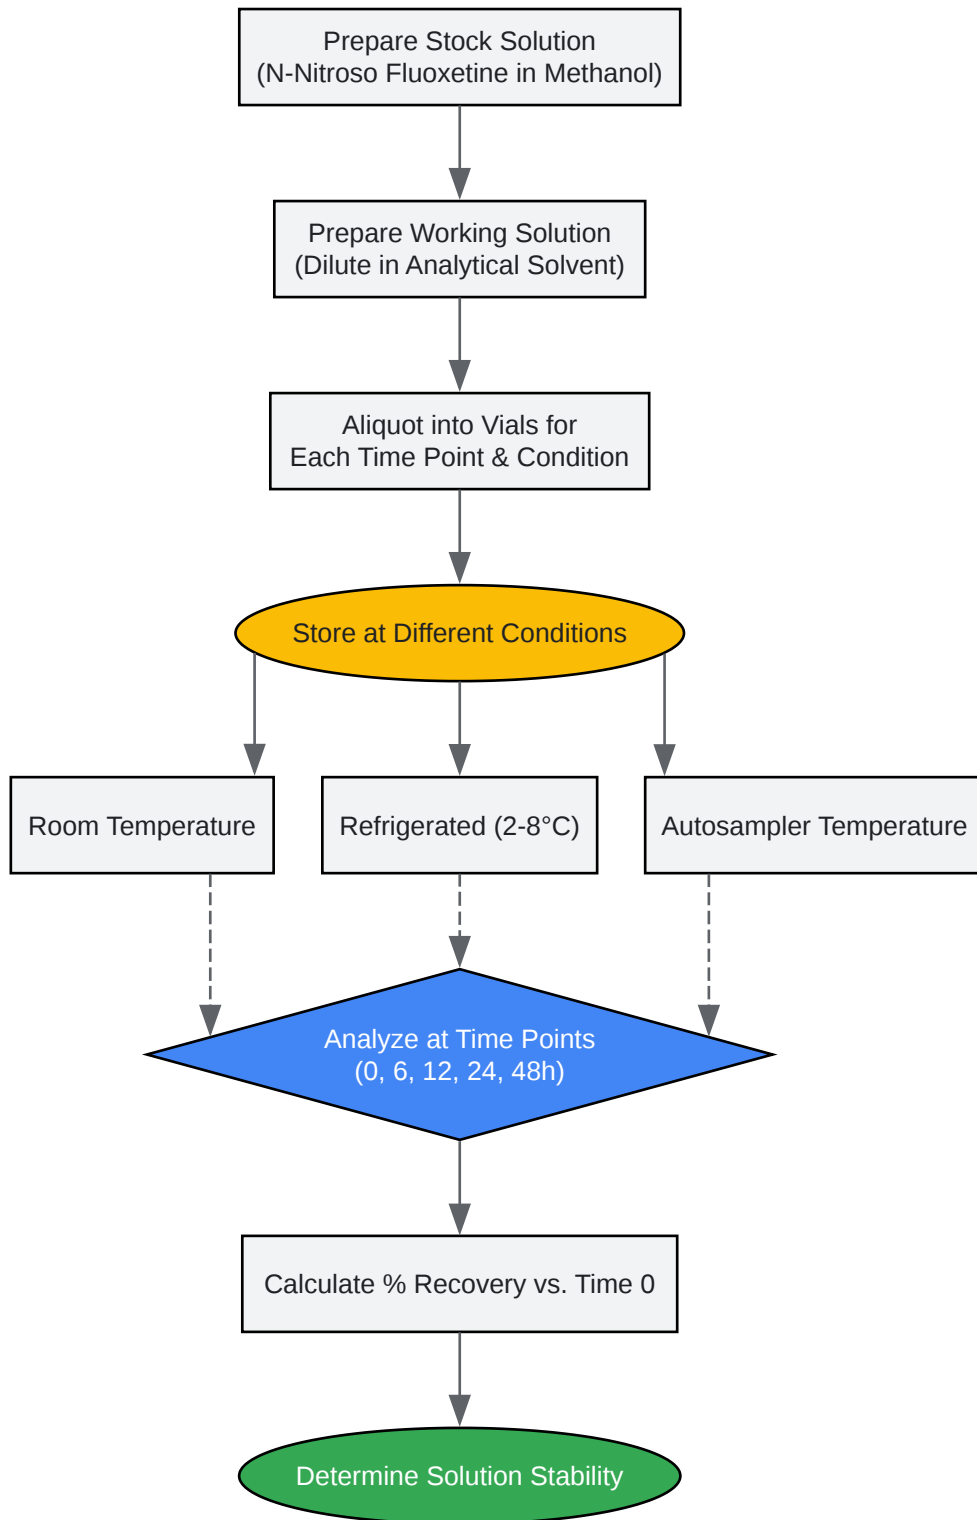 Prepare Stock Solution
(N-Nitroso Fluoxetine in Methanol)
Prepare Working Solution
(Dilute in Analytical Solvent)
Aliquot into Vials for
Each Time Point & Condition
Store at Different Conditions
Room Temperature
Refrigerated (2-8°C)
Autosampler Temperature
Analyze at Time Points
(0, 6, 12, 24, 48h)
Calculate % Recovery vs. Time 0
Determine Solution Stability